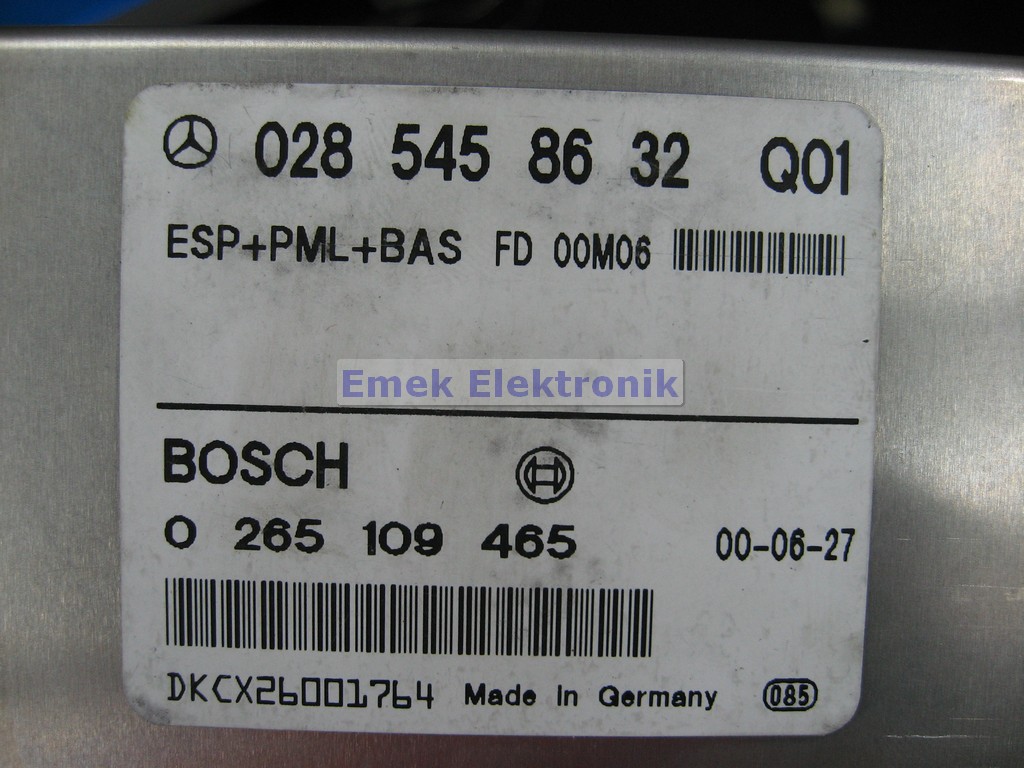 028 545 86 32 Q01
ESP+PML+BAS FD 00M06
Emek Elektronik
BOSCH
0 265 109 465 00-06-27
DKCX26001764 Made In Germany 085